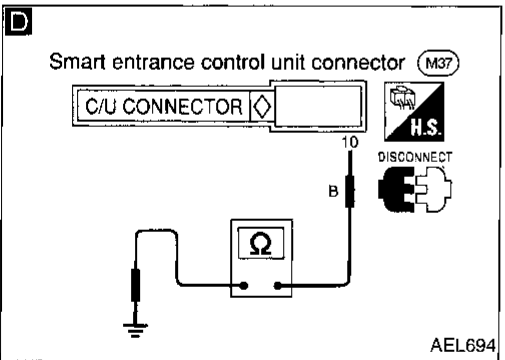 D
Smart entrance control unit connector M37
C/U CONNECTOR
H.S.
10
DISCONNECT
B
Ω
AEL694